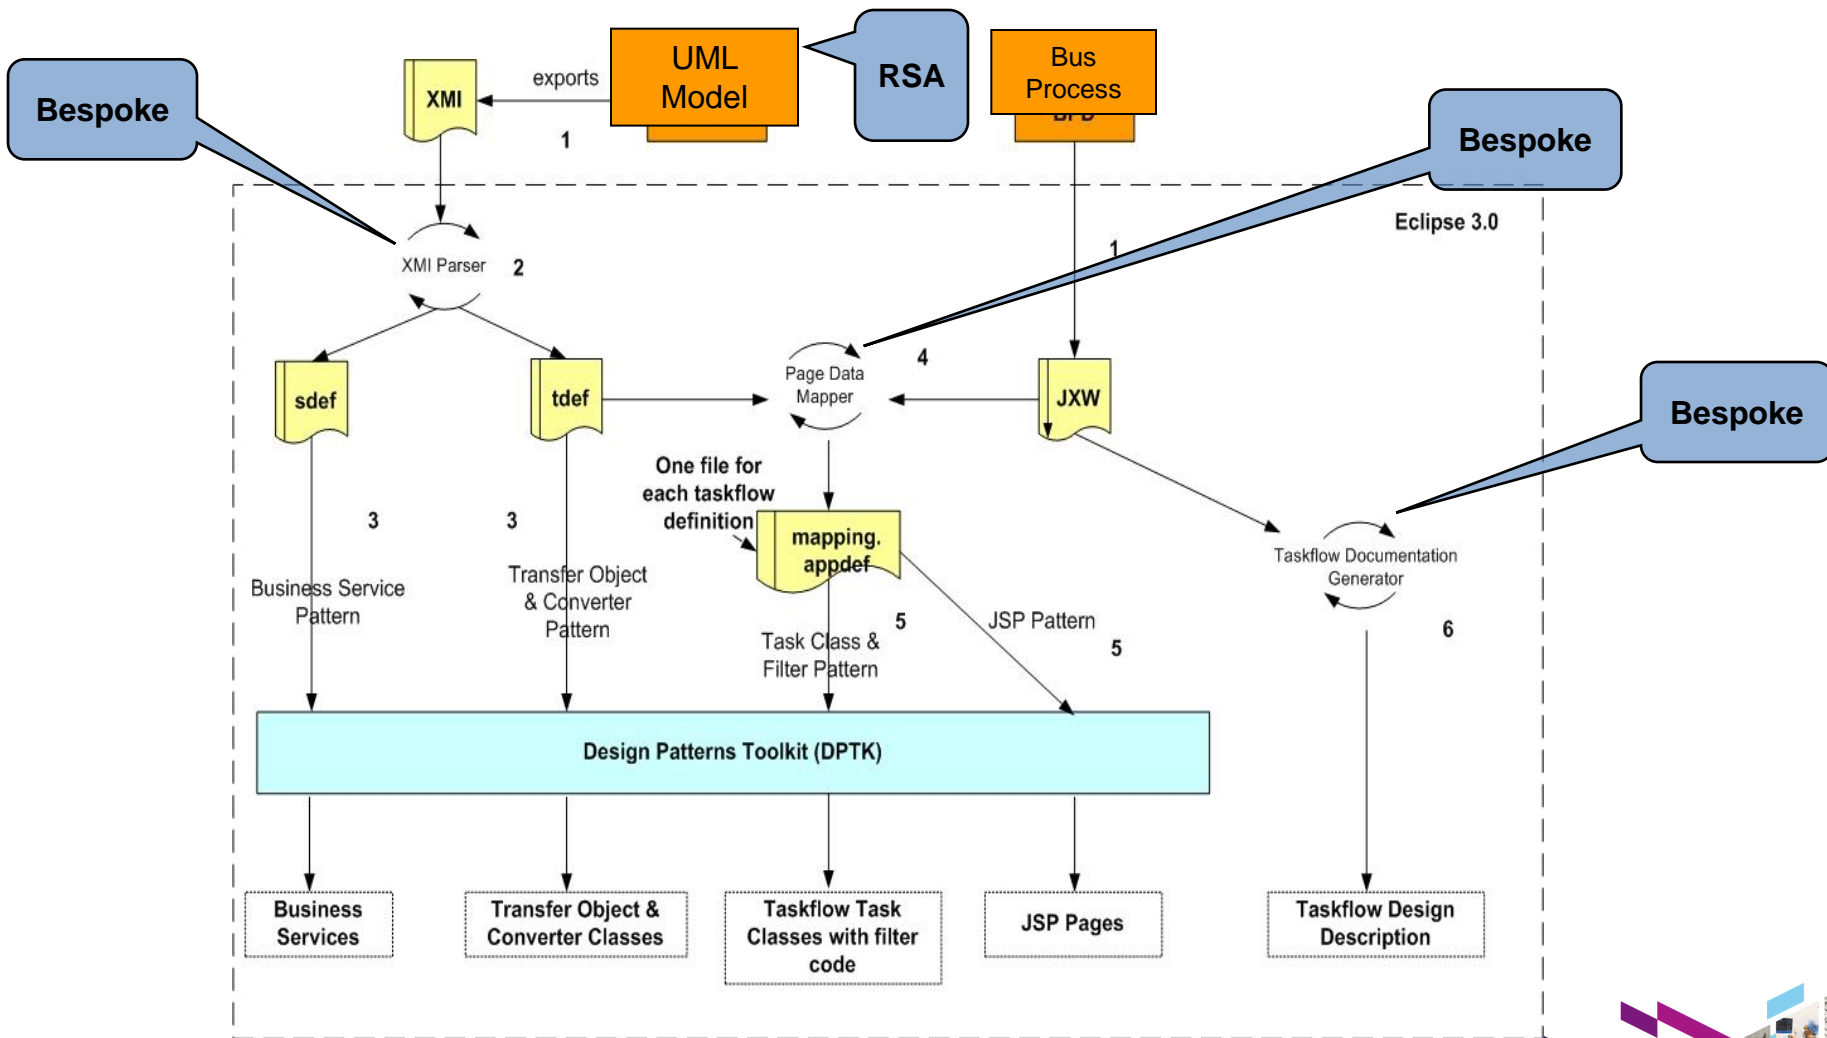 UML
Model
RSA
Bus
Process
BPD
Bespoke
XMI
exports
1
Bespoke
Eclipse 3.0
1
XMI Parser
2
Page Data
Mapper
4
sdef
tdef
JXW
Bespoke
One file for
each taskflow
definition
3
3
mapping.
appdef
Taskflow Documentation
Generator
Business Service
Pattern
Transfer Object
& Converter
Pattern
5
JSP Pattern
5
6
Task Class &
Filter Pattern
Design Patterns Toolkit (DPTK)
Business
Services
Transfer Object &
Converter Classes
Taskflow Task
Classes with filter
code
JSP Pages
Taskflow Design
Description